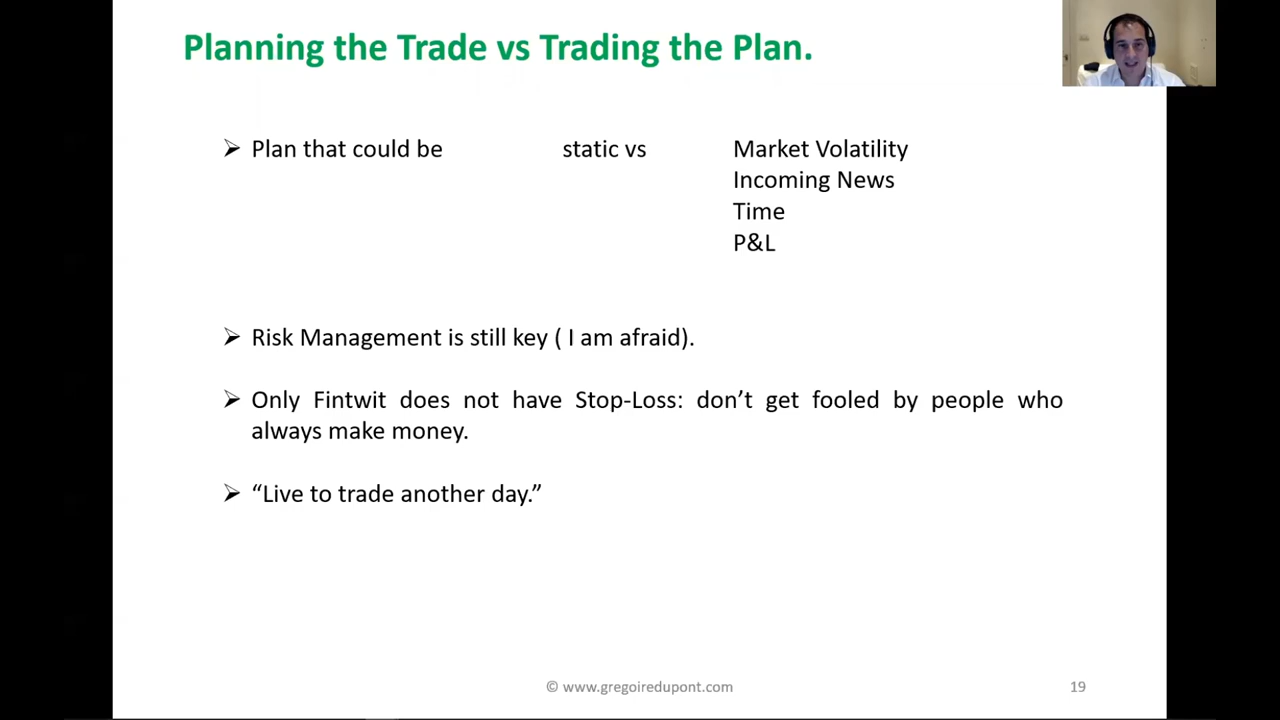 Planning the Trade vs Trading the Plan.
Plan that could be static vs Market Volatility
Incoming News
Time
P&L
Risk Management is still key ( I am afraid).
Only Fintwit does not have Stop-Loss: don’t get fooled by people who
always make money.
“Live to trade another day.”
© www.gregoiredupont.com 19